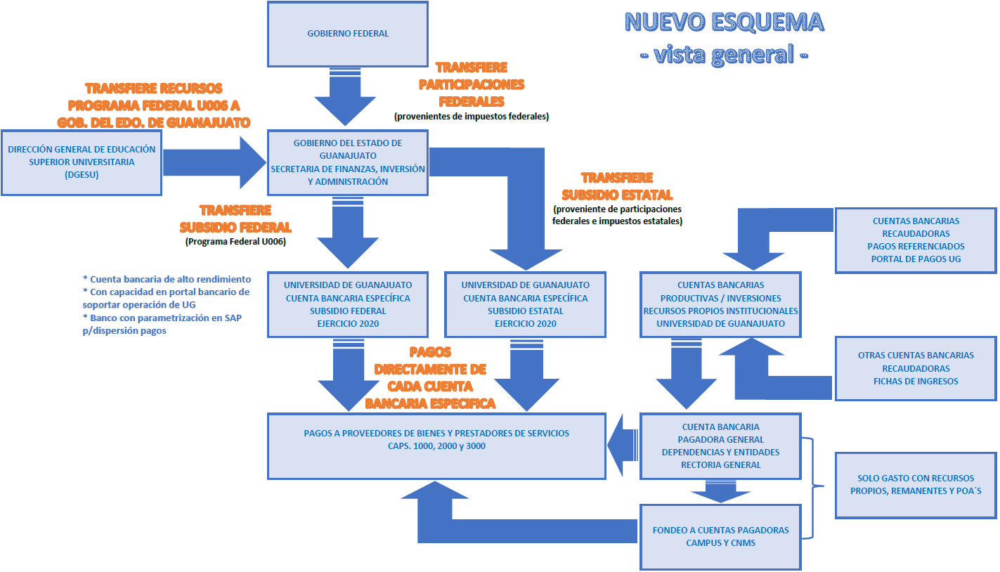 NUEVO ESQUEMA
- vista general -
GOBIERNO FEDERAL
TRANSFIERE
PARTICIPACIONES
FEDERALES
(provenientes de impuestos federales)
TRANSFIERE RECURSOS
PROGRAMA FEDERAL U006 A
GOB. DEL EDO. DE GUANAJUATO
DIRECCIÓN GENERAL DE EDUCACIÓN
SUPERIOR UNIVERSITARIA
(DGESU)
GOBIERNO DEL ESTADO DE
GUANAJUATO
SECRETARIA DE FINANZAS, INVERSIÓN
Y ADMINISTRACIÓN
TRANSFIERE
SUBSIDIO ESTATAL
(proveniente de participaciones
federales e impuestos estatales)
TRANSFIERE
SUBSIDIO FEDERAL
(Programa Federal U006)
CUENTAS BANCARIAS
RECAUDADORAS
PAGOS REFERENCIADOS
PORTAL DE PAGOS UG
* Cuenta bancaria de alto rendimiento
* Con capacidad en portal bancario de
soportar operación de UG
* Banco con parametrización en SAP
p/dispersión pagos
UNIVERSIDAD DE GUANAJUATO
CUENTA BANCARIA ESPECÍFICA
SUBSIDIO FEDERAL
EJERCICIO 2020
UNIVERSIDAD DE GUANAJUATO
CUENTA BANCARIA ESPECÍFICA
SUBSIDIO ESTATAL
EJERCICIO 2020
CUENTAS BANCARIAS
PRODUCTIVAS / INVERSIONES
RECURSOS PROPIOS INSTITUCIONALES
UNIVERSIDAD DE GUANAJUATO
PAGOS
DIRECTAMENTE DE
CADA CUENTA
BANCARIA ESPECIFICA
OTRAS CUENTAS BANCARIAS
RECAUDADORAS
FICHAS DE INGRESOS
PAGOS A PROVEEDORES DE BIENES Y PRESTADORES DE SERVICIOS
CAPS. 1000, 2000 y 3000
CUENTA BANCARIA
PAGADORA GENERAL
DEPENDENCIAS Y ENTIDADES
RECTORIA GENERAL
SOLO GASTO CON RECURSOS
PROPIOS, REMANENTES Y POA´S
FONDEO A CUENTAS PAGADORAS
CAMPUS Y CNMS